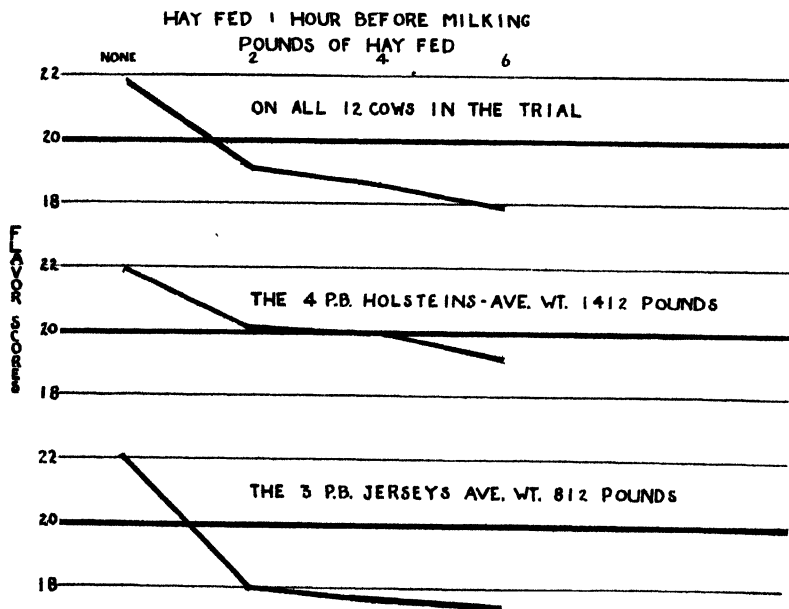 HAY FED 1 HOUR BEFORE MILKING
POUNDS OF HAY FED
NONE 2 4 6
22
ON ALL 12 COWS IN THE TRIAL
20
18
FLAVOR SCORES
22
THE 4 P.B. HOLSTEINS-AVE. WT. 1412 POUNDS
20
18
22
THE 3 P.B. JERSEYS AVE. WT. 812 POUNDS
20
18